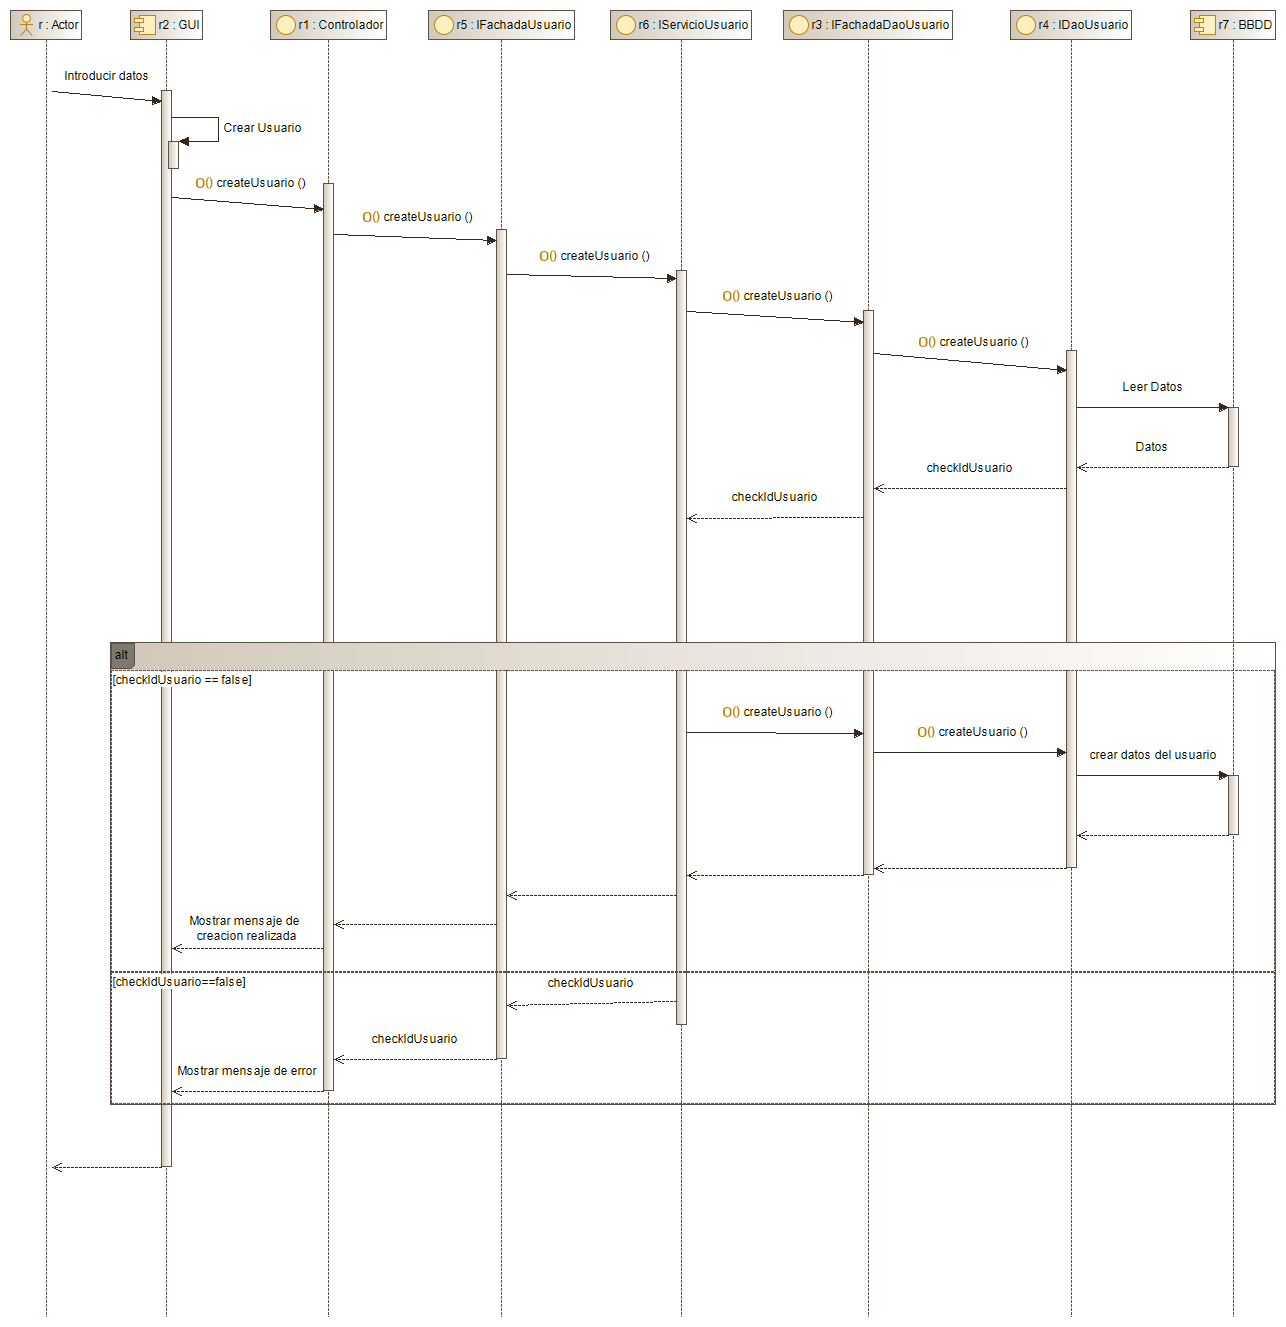 r : Actor
r2 : GUI
r1 : Controlador
r5 : IFachadaUsuario
r6 : IServicioUsuario
r3 : IFachadaDaoUsuario
r4 : IDaoUsuario
r7 : BBDD
Introducir datos
Crear Usuario
O() createUsuario ()
O() createUsuario ()
O() createUsuario ()
O() createUsuario ()
O() createUsuario ()
Leer Datos
Datos
checkIdUsuario
checkIdUsuario
alt
[checkIdUsuario == false]
O() createUsuario ()
O() createUsuario ()
crear datos del usuario
Mostrar mensaje de
creacion realizada
[checkIdUsuario==false]
checkIdUsuario
checkIdUsuario
Mostrar mensaje de error